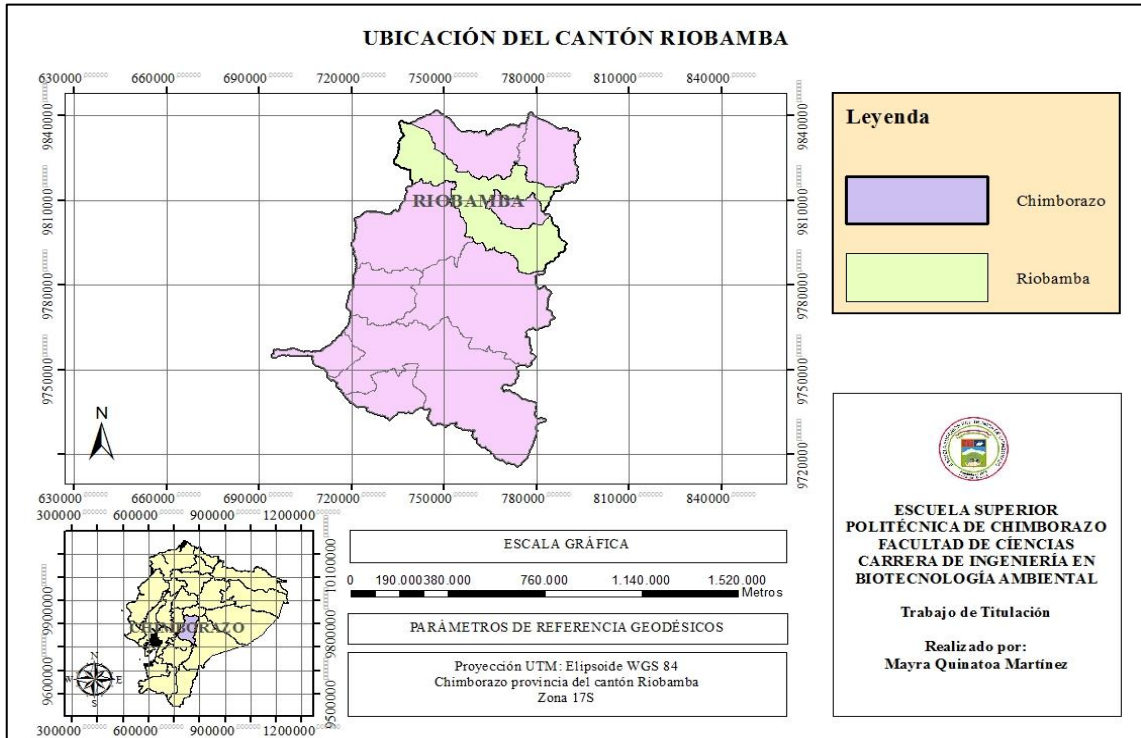 UBICACIÓN DEL CANTÓN RIOBAMBA
630000 660000 690000 720000 750000 780000 810000 840000
9840000 9840000
9810000 9810000
9780000 9780000
9750000 9750000
9720000 9720000
RIOBAMBA
N
630000 660000 690000 720000 750000 780000 810000 840000
Leyenda
Chimborazo
Riobamba
300000 600000 900000 1200000
10100000
9900000 9800000
9600000 9500000
N
W E
S
300000 600000 900000 1200000
ESCALA GRÁFICA
0 190.000 380.000 760.000 1.140.000 1.520.000
Metros
PARÁMETROS DE REFERENCIA GEODÉSICOS
Proyección UTM: Elipsoide WGS 84
Chimborazo provincia del cantón Riobamba
Zona 17S
ESCUELA SUPERIOR
POLITÉCNICA DE CHIMBORAZO
FACULTAD DE CÍENCIAS
CARRERA DE INGENIERÍA EN
BIOTECNOLOGÍA AMBIENTAL
Trabajo de Titulación
Realizado por:
Mayra Quinatoa Martínez